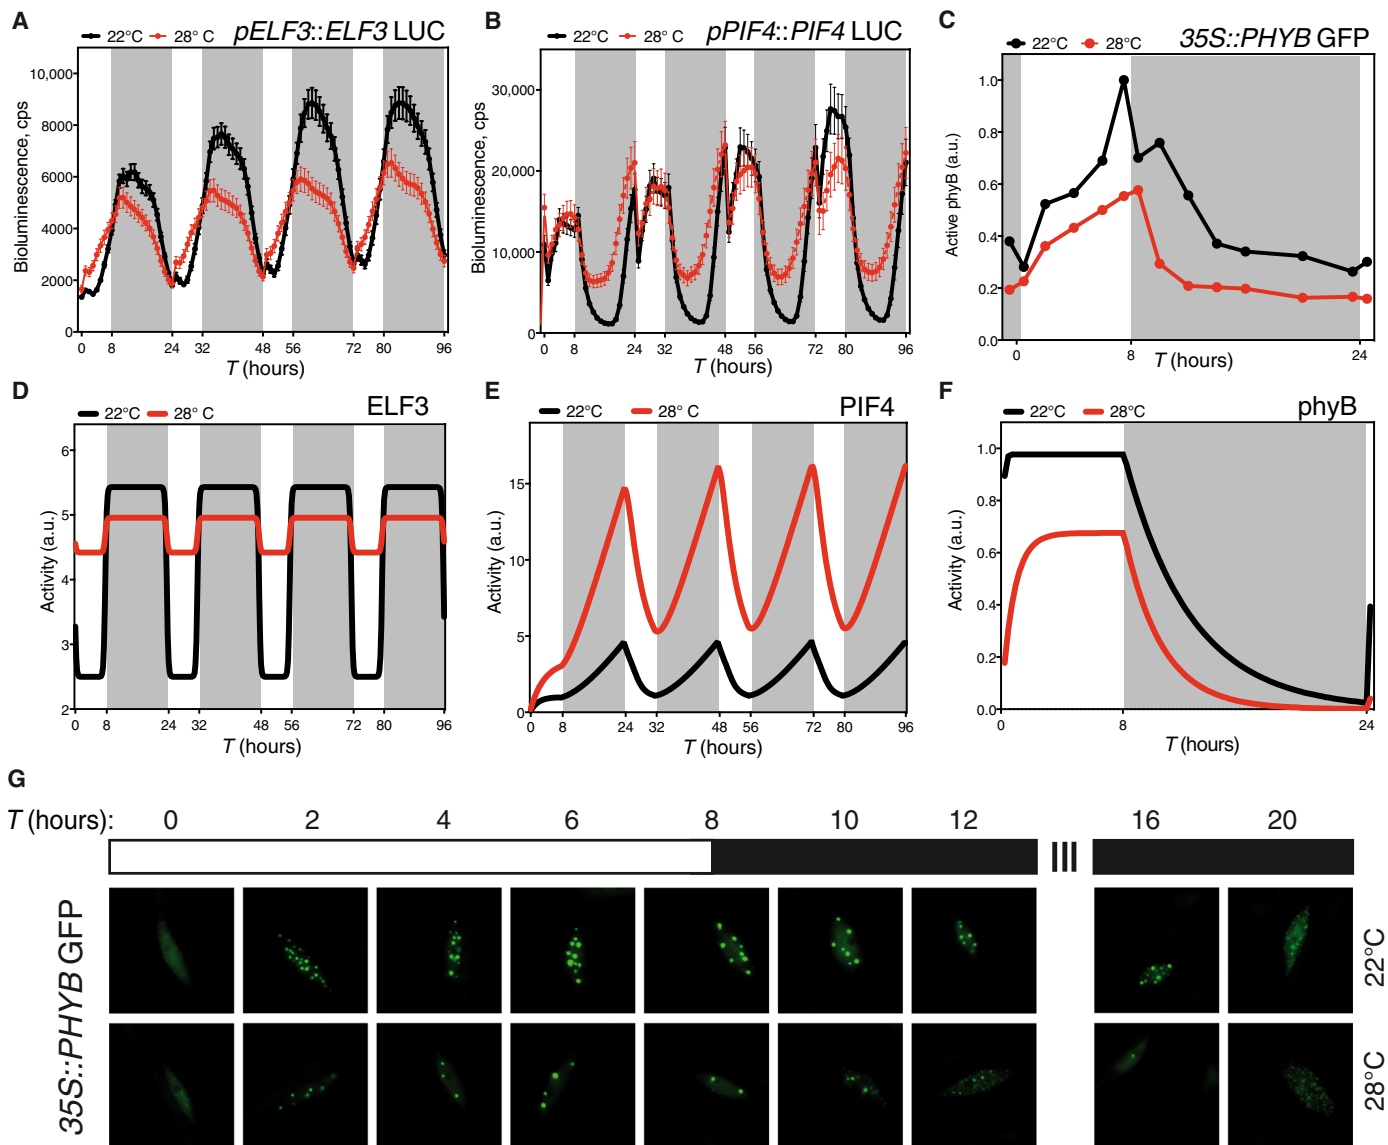 A
22°C 28° C
pELF3::ELF3 LUC
Bioluminescence, cps
10,000
8000
6000
4000
2000
0
0 8 24 32 48 56 72 80 96
T (hours)
B
22°C 28° C
pPIF4::PIF4 LUC
Bioluminescence, cps
30,000
20,000
10,000
0
0 8 24 32 48 56 72 80 96
T (hours)
C
22°C 28°C
35S::PHYB GFP
Active phyB (a.u.)
1.0
0.8
0.6
0.4
0.2
0.0
0 8 24
T (hours)
D
22°C 28° C
ELF3
Activity (a.u.)
6
5
4
3
2
0 8 24 32 48 56 72 80 96
T (hours)
E
22°C 28°C
PIF4
Activity (a.u.)
15
10
5
0
0 8 24 32 48 56 72 80 96
T (hours)
F
22°C 28°C
phyB
Activity (a.u.)
1.0
0.8
0.6
0.4
0.2
0.0
0 8 24
T (hours)
G
T (hours): 0 2 4 6 8 10 12 16 20
35S::PHYB GFP
22°C
28°C